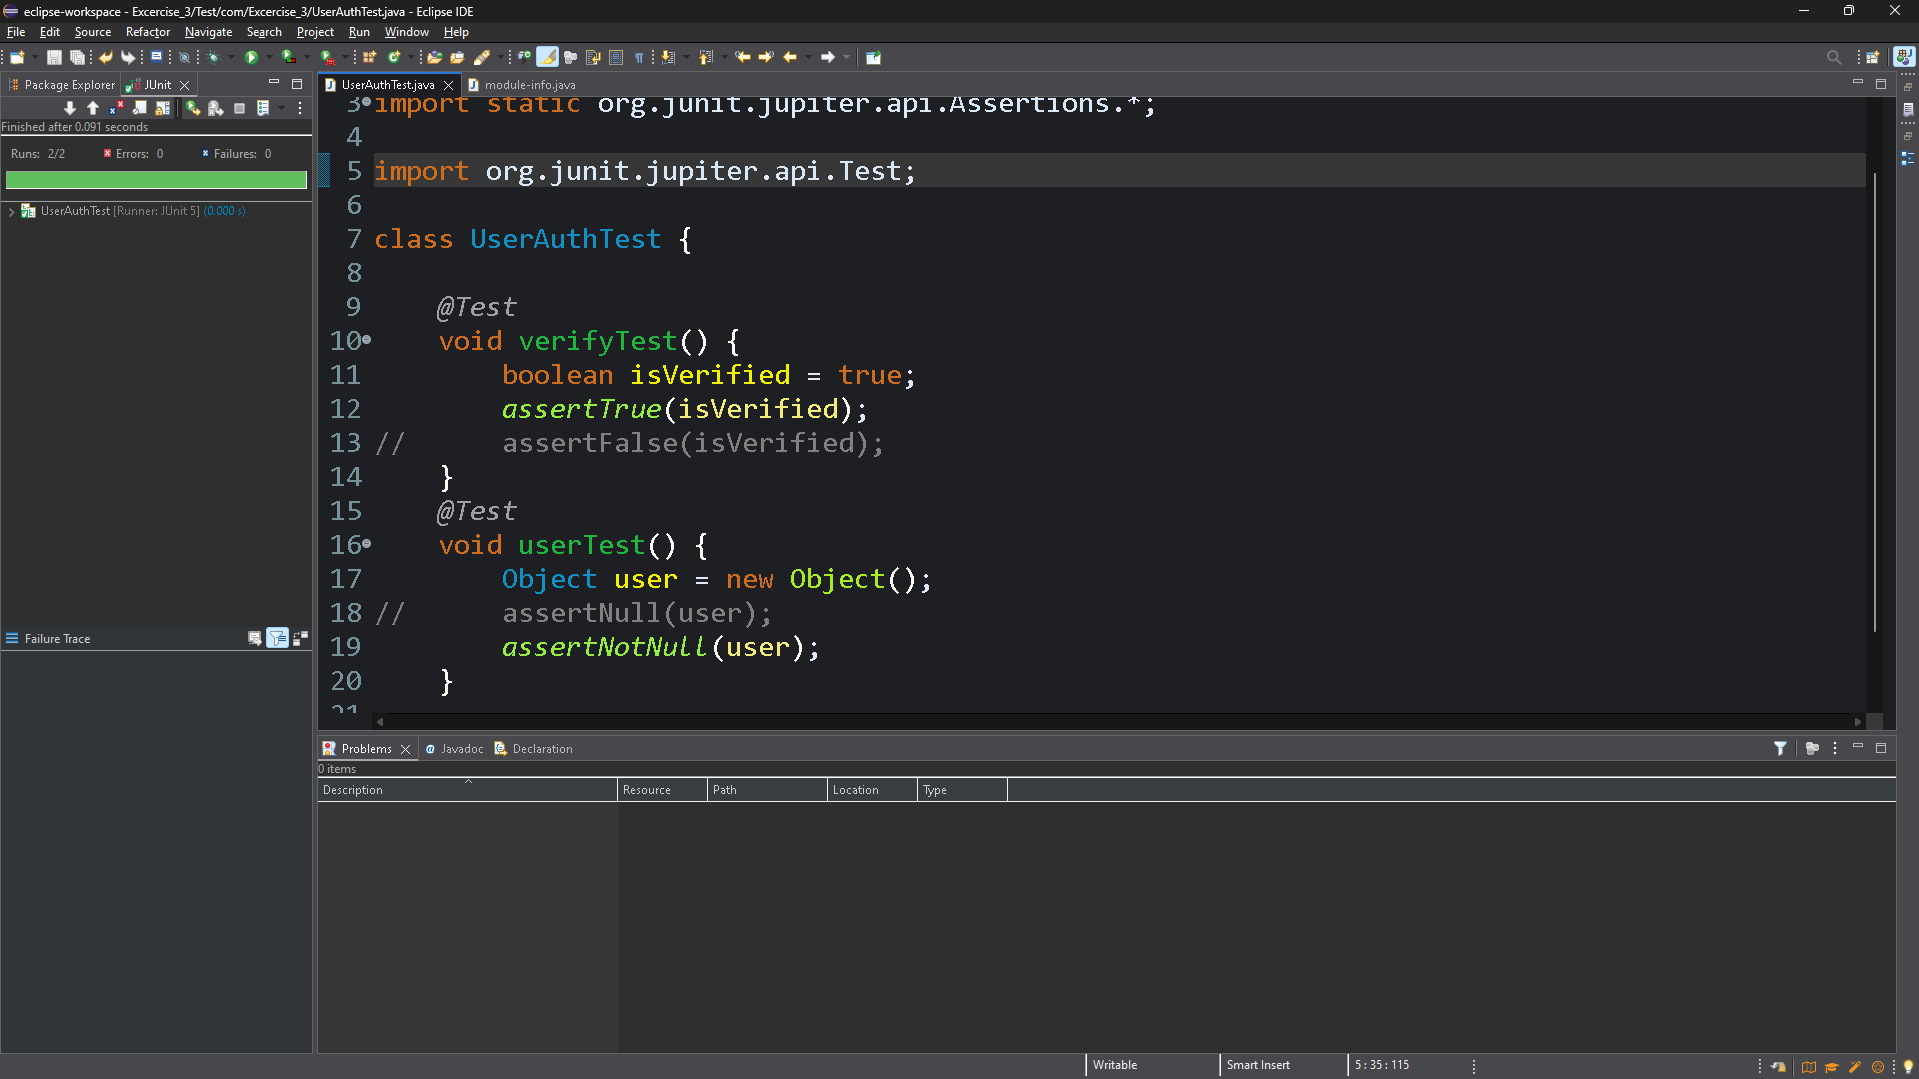 eclipse-workspace - Excercise_3/Test/com/Excercise_3/UserAuthTest.java - Eclipse IDE
File Edit Source Refactor Navigate Search Project Run Window Help
Package Explorer JUnit
Finished after 0.091 seconds
Runs: 2/2 Errors: 0 Failures: 0
UserAuthTest [Runner: JUnit 5] (0.000 s)
Failure Trace
UserAuthTest.java module-info.java
3 import static org.junit.jupiter.api.Assertions.*;
4
5 import org.junit.jupiter.api.Test;
6
7 class UserAuthTest {
8
9 @Test
10 void verifyTest() {
11 boolean isVerified = true;
12 assertTrue(isVerified);
13 // assertFalse(isVerified);
14 }
15 @Test
16 void userTest() {
17 Object user = new Object();
18 // assertNull(user);
19 assertNotNull(user);
20 }
21
Problems Javadoc Declaration
0 items
Description Resource Path Location Type
Writable Smart Insert 5 : 35 : 115